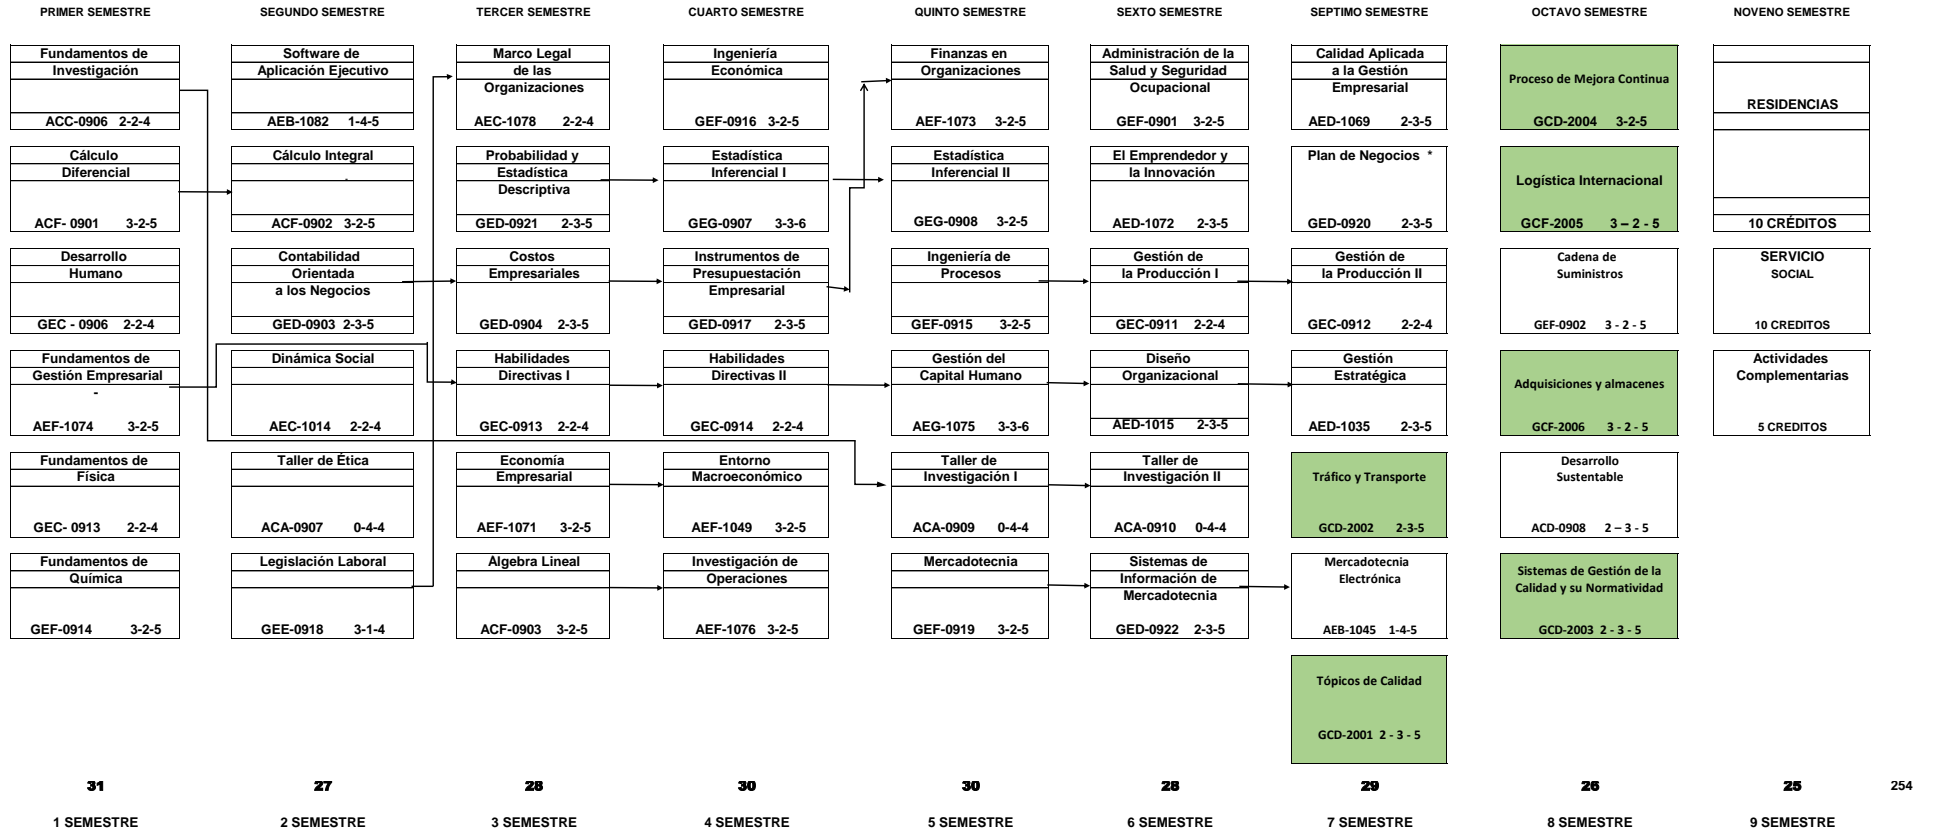 PRIMER SEMESTRE
SEGUNDO SEMESTRE
TERCER SEMESTRE
CUARTO SEMESTRE
QUINTO SEMESTRE
SEXTO SEMESTRE
SEPTIMO SEMESTRE
OCTAVO SEMESTRE
NOVENO SEMESTRE
Fundamentos de
Investigación
ACC-0906 2-2-4
Software de
Aplicación Ejecutivo
AEB-1082 1-4-5
Marco Legal
de las
Organizaciones
AEC-1078 2-2-4
Ingeniería
Económica
GEF-0916 3-2-5
Finanzas en
Organizaciones
AEF-1073 3-2-5
Administración de la
Salud y Seguridad
Ocupacional
GEF-0901 3-2-5
Calidad Aplicada
a la Gestión
Empresarial
AED-1069 2-3-5
Proceso de Mejora Continua
GCD-2004 3-2-5
RESIDENCIAS
10 CRÉDITOS
Cálculo
Diferencial
ACF- 0901 3-2-5
Cálculo Integral
.
ACF-0902 3-2-5
Probabilidad y
Estadística
Descriptiva
GED-0921 2-3-5
Estadística
Inferencial I
GEG-0907 3-3-6
Estadística
Inferencial II
GEG-0908 3-2-5
El Emprendedor y
la Innovación
AED-1072 2-3-5
Plan de Negocios *
GED-0920 2-3-5
Logística Internacional
GCF-2005 3 – 2 - 5
Desarrollo
Humano
GEC - 0906 2-2-4
Contabilidad
Orientada
a los Negocios
GED-0903 2-3-5
Costos
Empresariales
GED-0904 2-3-5
Instrumentos de
Presupuestación
Empresarial
GED-0917 2-3-5
Ingeniería de
Procesos
GEF-0915 3-2-5
Gestión de
la Producción I
GEC-0911 2-2-4
Gestión de
la Producción II
GEC-0912 2-2-4
Cadena de
Suministros
GEF-0902 3 - 2 - 5
SERVICIO
SOCIAL
10 CREDITOS
Fundamentos de
Gestión Empresarial
-
AEF-1074 3-2-5
Dinámica Social
AEC-1014 2-2-4
Habilidades
Directivas I
GEC-0913 2-2-4
Habilidades
Directivas II
GEC-0914 2-2-4
Gestión del
Capital Humano
AEG-1075 3-3-6
Diseño
Organizacional
AED-1015 2-3-5
Gestión
Estratégica
AED-1035 2-3-5
Adquisiciones y almacenes
GCF-2006 3 - 2 - 5
Actividades
Complementarias
5 CREDITOS
Fundamentos de
Física
GEC- 0913 2-2-4
Taller de Ética
ACA-0907 0-4-4
Economía
Empresarial
AEF-1071 3-2-5
Entorno
Macroeconómico
AEF-1049 3-2-5
Taller de
Investigación I
ACA-0909 0-4-4
Taller de
Investigación II
ACA-0910 0-4-4
Tráfico y Transporte
GCD-2002 2-3-5
Desarrollo
Sustentable
ACD-0908 2 – 3 - 5
Fundamentos de
Química
GEF-0914 3-2-5
Legislación Laboral
GEE-0918 3-1-4
Algebra Lineal
ACF-0903 3-2-5
Investigación de
Operaciones
AEF-1076 3-2-5
Mercadotecnia
GEF-0919 3-2-5
Sistemas de
Información de
Mercadotecnia
GED-0922 2-3-5
Mercadotecnia
Electrónica
AEB-1045 1-4-5
Sistemas de Gestión de la
Calidad y su Normatividad
GCD-2003 2 - 3 - 5
Tópicos de Calidad
GCD-2001 2 - 3 - 5
31
27
28
30
30
28
29
26
25
254
1 SEMESTRE
2 SEMESTRE
3 SEMESTRE
4 SEMESTRE
5 SEMESTRE
6 SEMESTRE
7 SEMESTRE
8 SEMESTRE
9 SEMESTRE